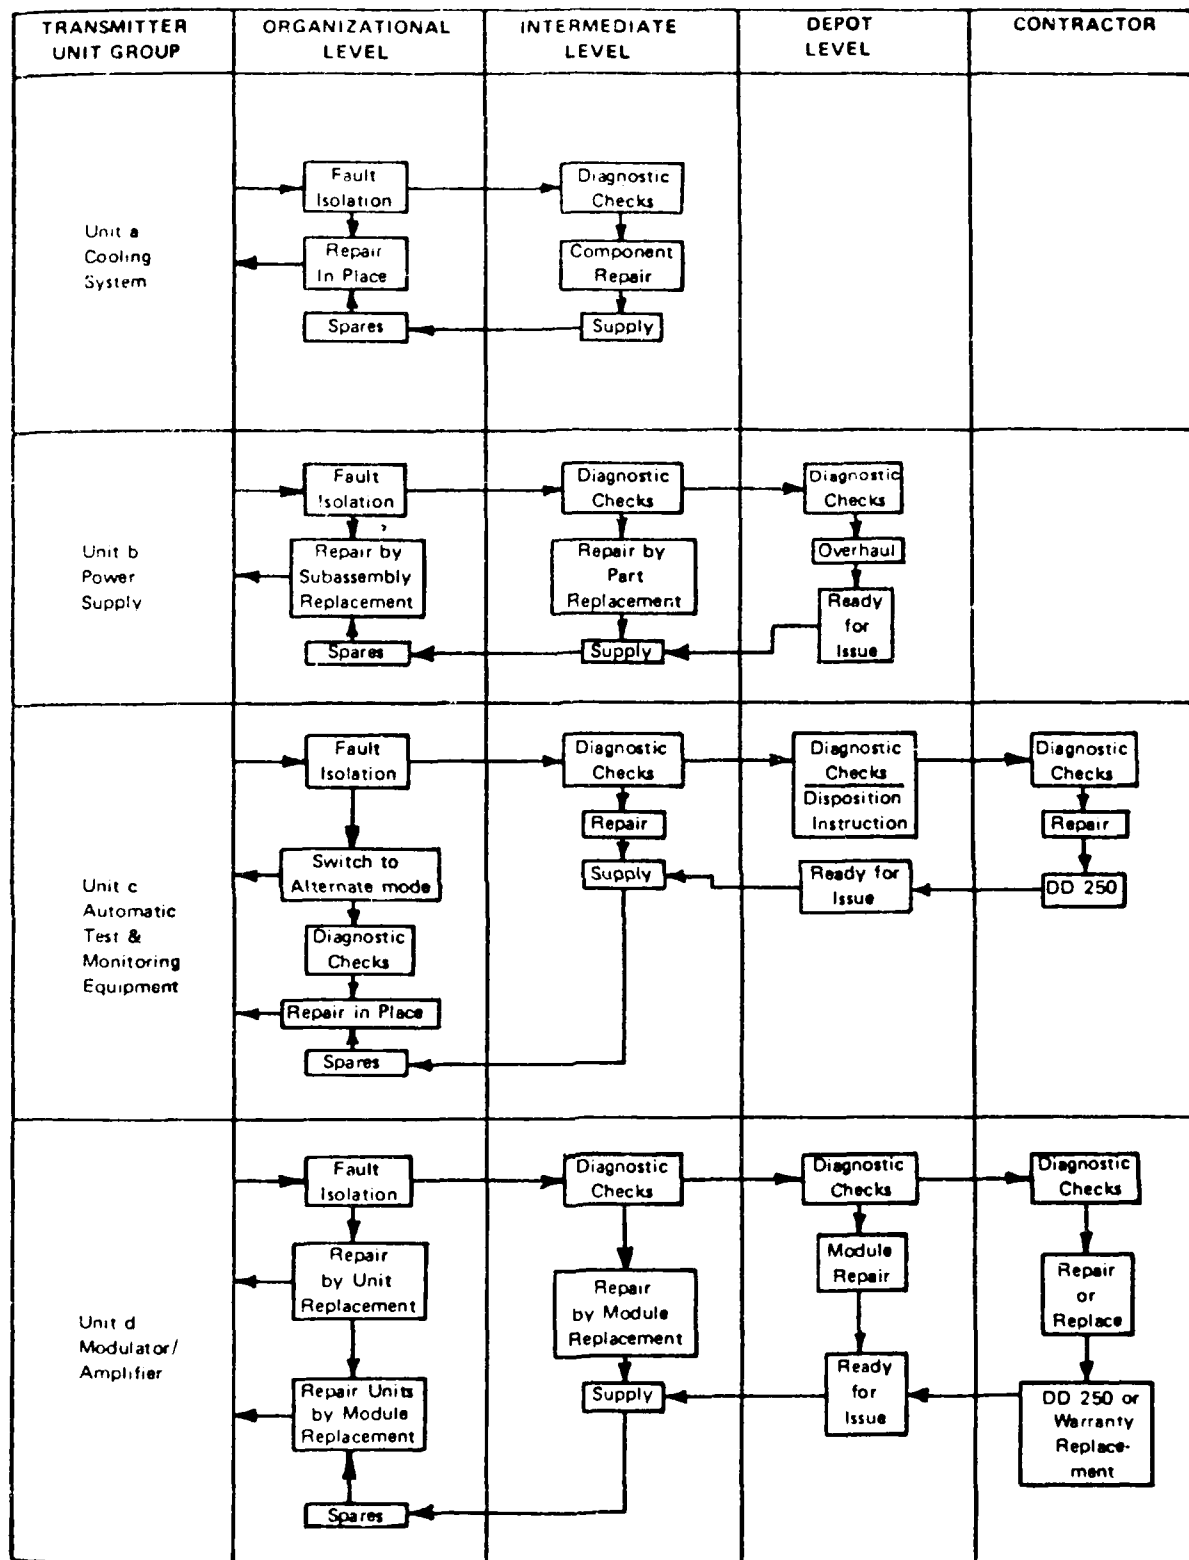 TRANSMITTER
UNIT GROUP
ORGANIZATIONAL
LEVEL
INTERMEDIATE
LEVEL
DEPOT
LEVEL
CONTRACTOR
Unit a
Cooling
System
Fault
Isolation
Repair
In Place
Spares
Diagnostic
Checks
Component
Repair
Supply
Unit b
Power
Supply
Fault
Isolation
Repair by
Subassembly
Replacement
Spares
Diagnostic
Checks
Repair by
Part
Replacement
Supply
Diagnostic
Checks
Overhaul
Ready
for
Issue
Unit c
Automatic
Test &
Monitoring
Equipment
Fault
Isolation
Switch to
Alternate mode
Diagnostic
Checks
Repair in Place
Spares
Diagnostic
Checks
Repair
Supply
Diagnostic
Checks
Disposition
Instruction
Ready for
Issue
Diagnostic
Checks
Repair
DD 250
Unit d
Modulator/
Amplifier
Fault
Isolation
Repair
by Unit
Replacement
Repair Units
by Module
Replacement
Spares
Diagnostic
Checks
Repair
by Module
Replacement
Supply
Diagnostic
Checks
Module
Repair
Ready
for
Issue
Diagnostic
Checks
Repair
or
Replace
DD 250 or
Warranty
Replace-
ment